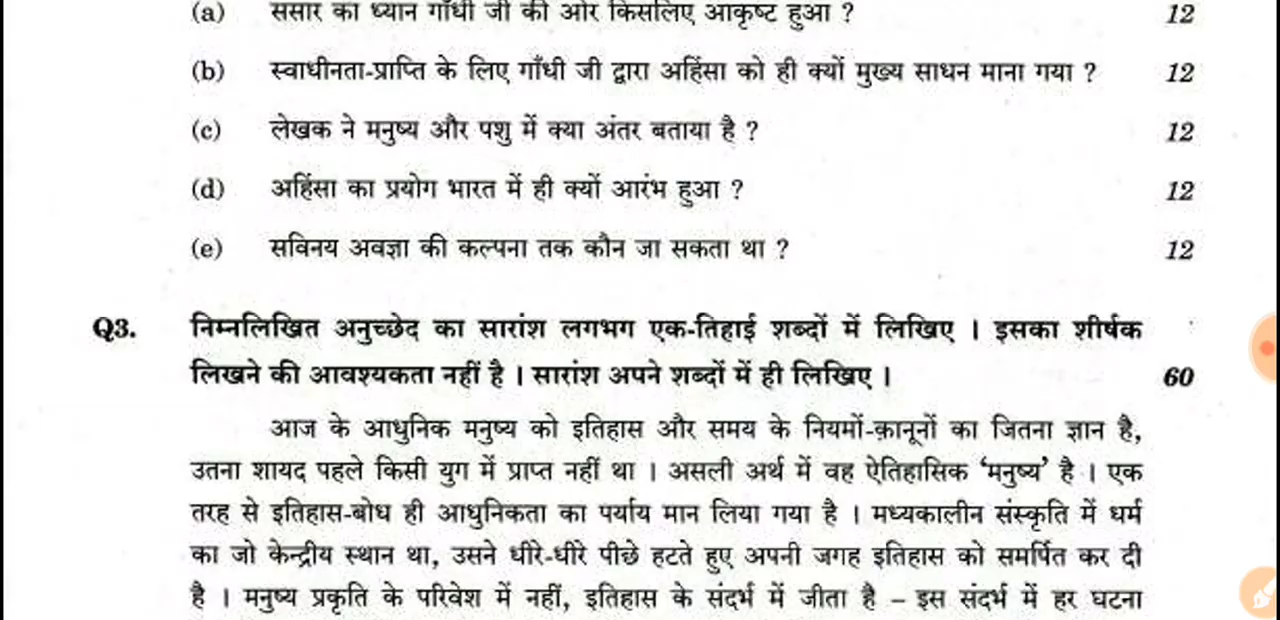 (a) संसार का ध्यान गाँधी जी की ओर किसलिए आकृष्ट हुआ ? 12
(b) स्वाधीनता-प्राप्ति के लिए गाँधी जी द्वारा अहिंसा को ही क्यों मुख्य साधन माना गया ? 12
(c) लेखक ने मनुष्य और पशु में क्या अंतर बताया है ? 12
(d) अहिंसा का प्रयोग भारत में ही क्यों आरंभ हुआ ? 12
(e) सविनय अवज्ञा की कल्पना तक कौन जा सकता था ? 12
Q3. निम्नलिखित अनुच्छेद का सारांश लगभग एक-तिहाई शब्दों में लिखिए । इसका शीर्षक
लिखने की आवश्यकता नहीं है । सारांश अपने शब्दों में ही लिखिए । 60
आज के आधुनिक मनुष्य को इतिहास और समय के नियमों-क़ानूनों का जितना ज्ञान है,
उतना शायद पहले किसी युग में प्राप्त नहीं था । असली अर्थ में वह ऐतिहासिक ‘मनुष्य’ है । एक
तरह से इतिहास-बोध ही आधुनिकता का पर्याय मान लिया गया है । मध्यकालीन संस्कृति में धर्म
का जो केन्द्रीय स्थान था, उसने धीरे-धीरे पीछे हटते हुए अपनी जगह इतिहास को समर्पित कर दी
है । मनुष्य प्रकृति के परिवेश में नहीं, इतिहास के संदर्भ में जीता है – इस संदर्भ में हर घटना